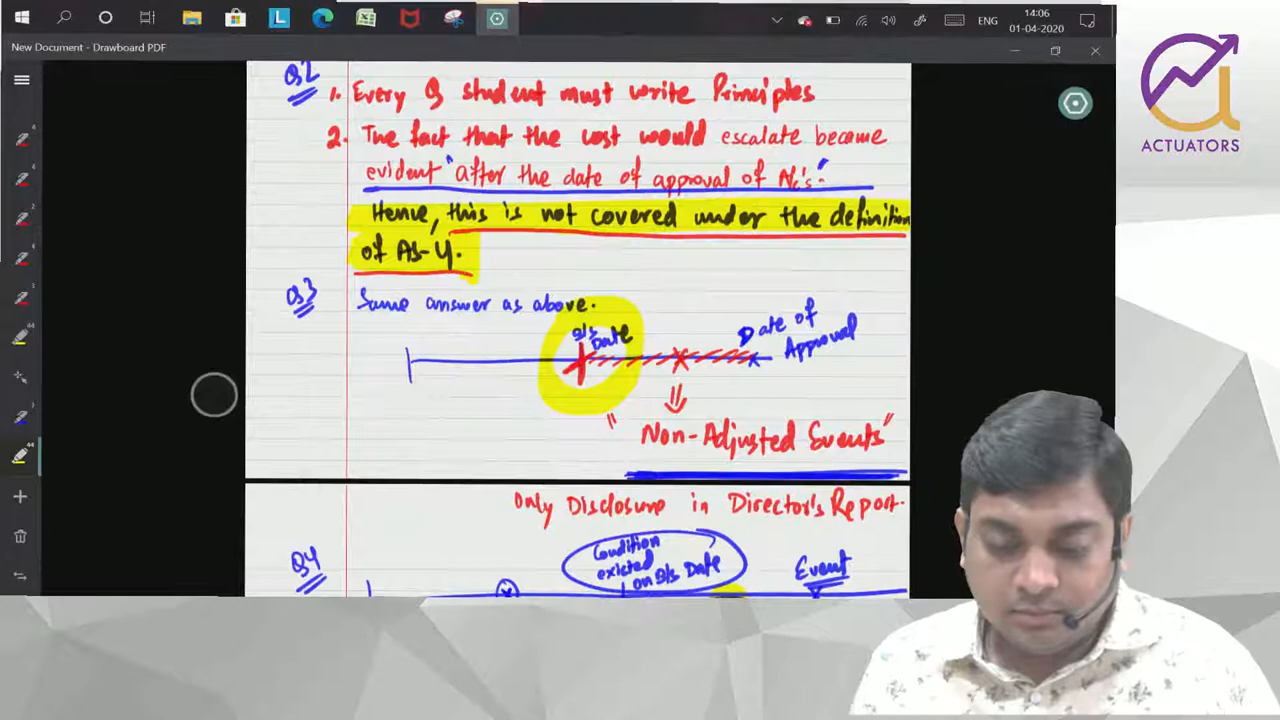 14:06
ENG
01-04-2020
New Document - Drawboard PDF
ACTUATORS
Q2
1. Every Q student must write Principles
2. The fact that the cost would escalate became
evident "after the date of approval of A/c's."
Hence, this is not covered under the definition
of AS-4.
Q3 Same answer as above.
B/s Date
Date of Approval
"Non-Adjusted Events"
Only Disclosure in Director's Report.
Q4
Condition
existed
on B/s Date
Event